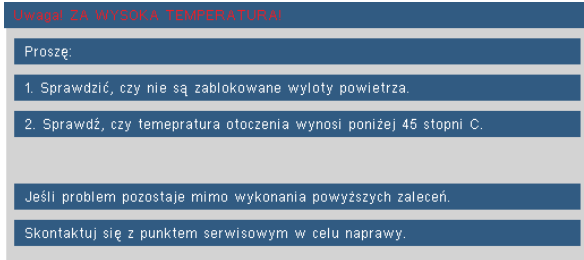 Uwaga! ZA WYSOKA TEMPERATURA!
Proszę:
1. Sprawdzić, czy nie są zablokowane wyloty powietrza.
2. Sprawdź, czy temepratura otoczenia wynosi poniżej 45 stopni C.
Jeśli problem pozostaje mimo wykonania powyższych zaleceń.
Skontaktuj się z punktem serwisowym w celu naprawy.